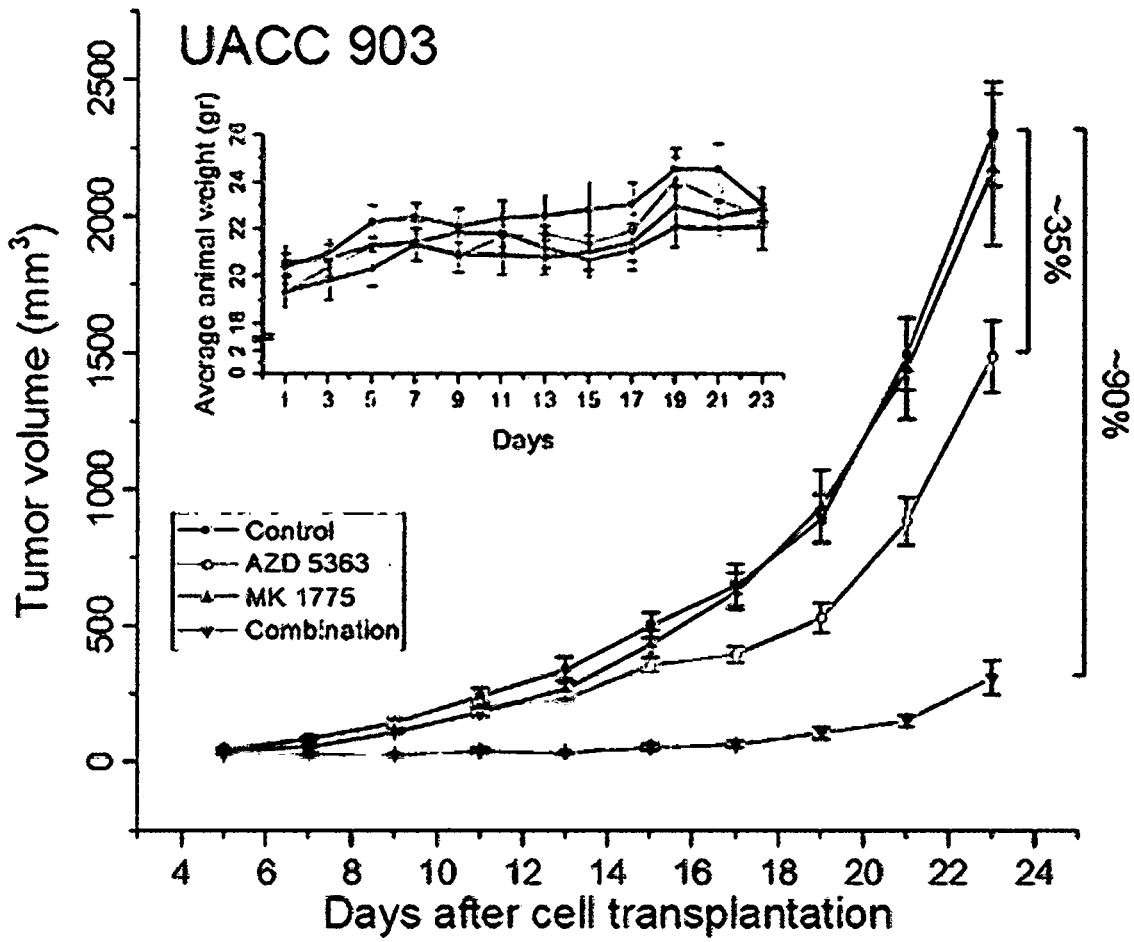 UACC 903
Tumor volume (mm³)
2500
2000
1500
1000
500
0
Average animal weight (gr)
26
24
22
20
18
2
0
1 3 5 7 9 11 13 15 17 19 21 23
Days
Control
AZD 5363
MK 1775
Combination
~35%
~90%
4 6 8 10 12 14 16 18 20 22 24
Days after cell transplantation